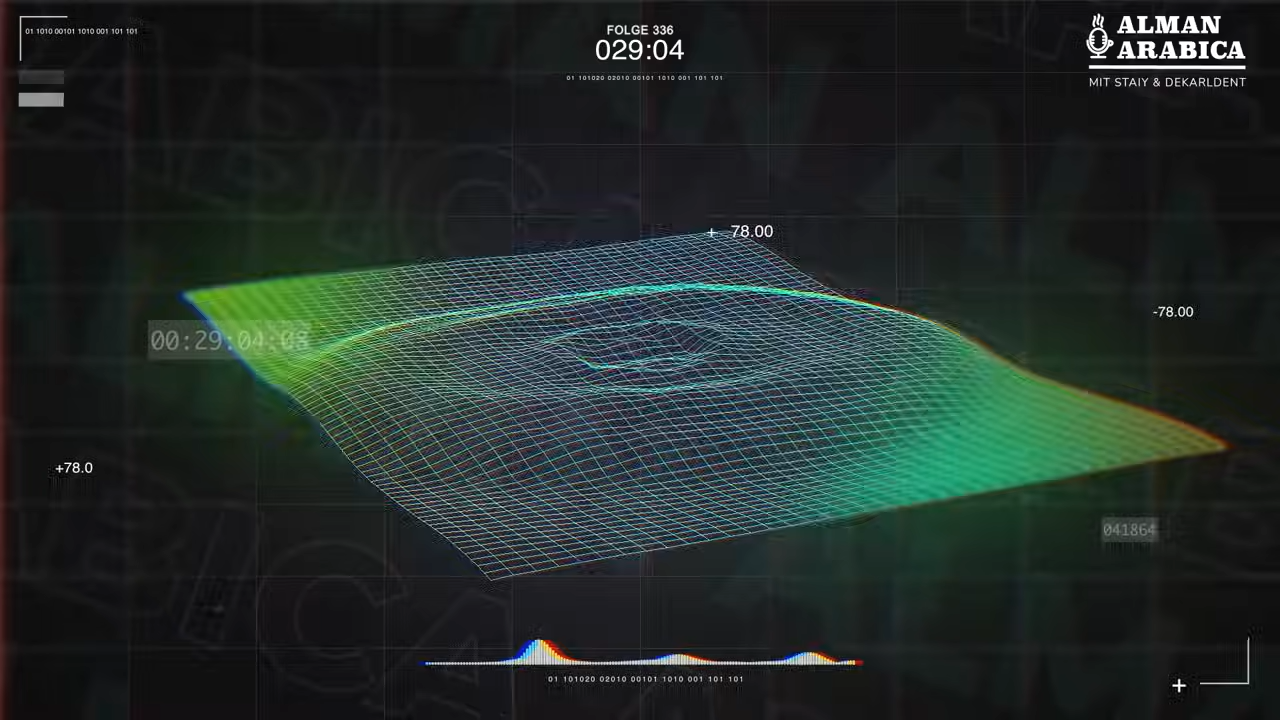 01 1010 00101 1010 001 101 101
FOLGE 336
029:04
01 101020 02010 00101 1010 001 101 101
ALMAN
ARABICA
MIT STAIY & DEKARLDENT
+ 78.00
-78.00
00:29:04:08
+78.0
041864
01 101020 02010 00101 1010 001 101 101
+